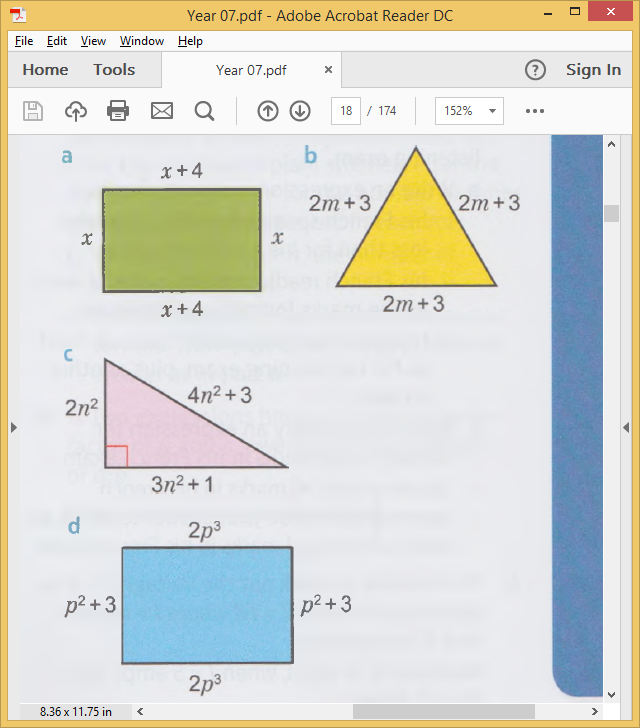 Year 07.pdf - Adobe Acrobat Reader DC
File Edit View Window Help
Home Tools Year 07.pdf × ? Sign In
18 / 174 152%
a
x + 4
x x
x + 4
b
2m + 3 2m + 3
2m + 3
c
2n² 4n² + 3
3n² + 1
d
2p³
p² + 3 p² + 3
2p³
8.36 x 11.75 in